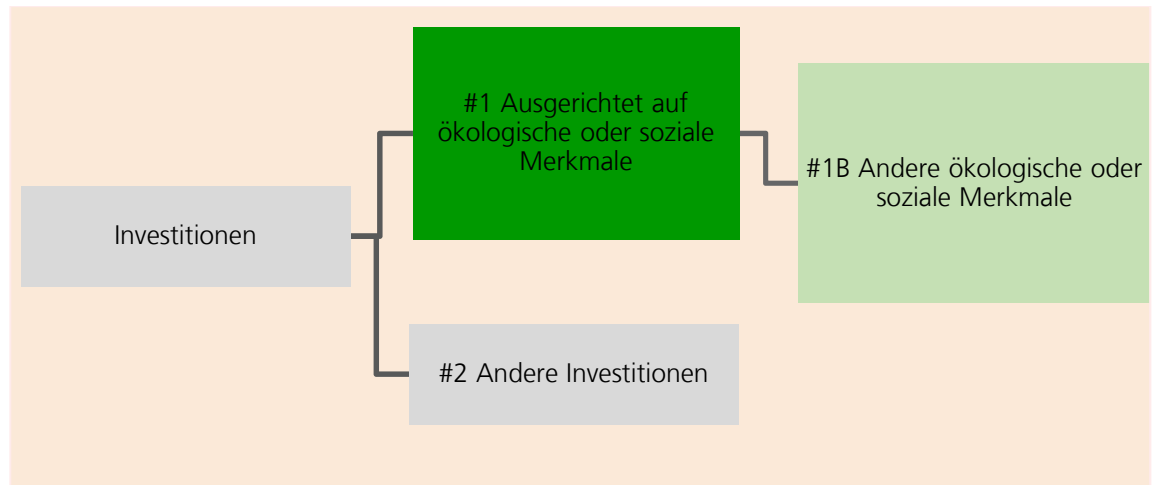 #1 Ausgerichtet auf
ökologische oder soziale
Merkmale
#1B Andere ökologische oder
soziale Merkmale
Investitionen
#2 Andere Investitionen